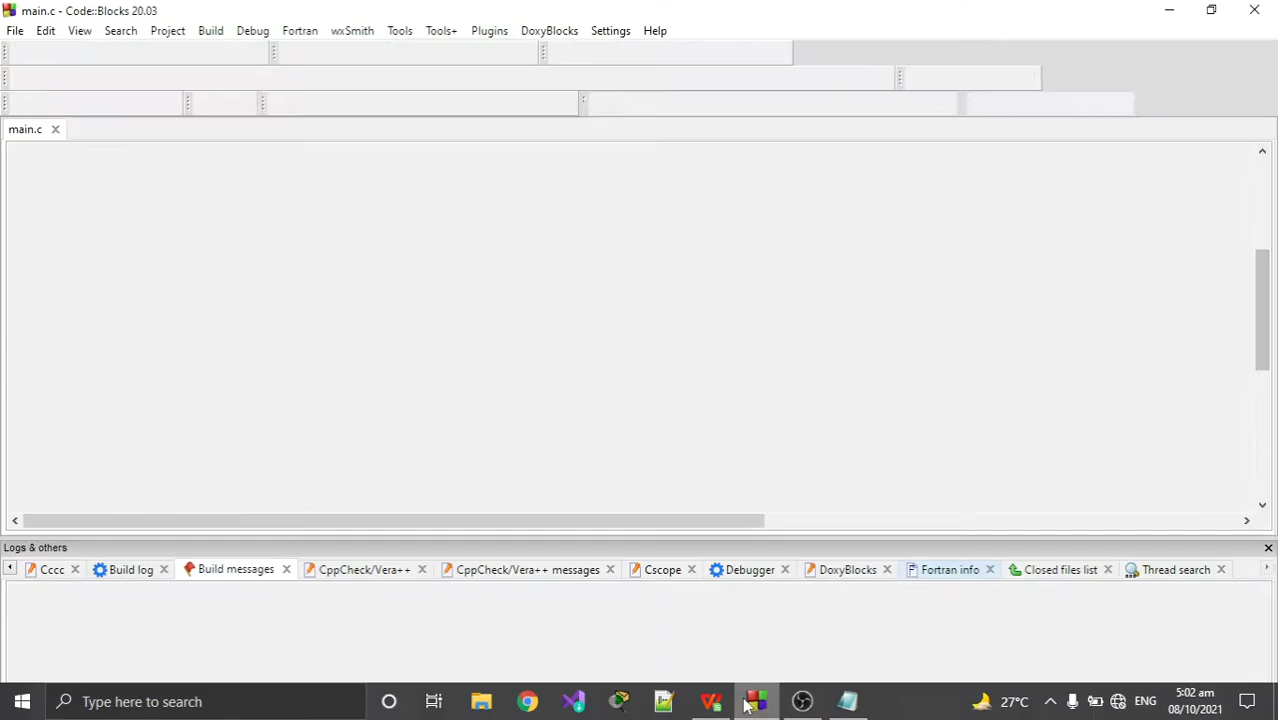 main.c - Code::Blocks 20.03
File Edit View Search Project Build Debug Fortran wxSmith Tools Tools+ Plugins DoxyBlocks Settings Help
main.c
Logs & others
Cccc Build log Build messages CppCheck/Vera++ CppCheck/Vera++ messages Cscope Debugger DoxyBlocks Fortran info Closed files list Thread search
Type here to search
27°C
ENG
5:02 am
08/10/2021